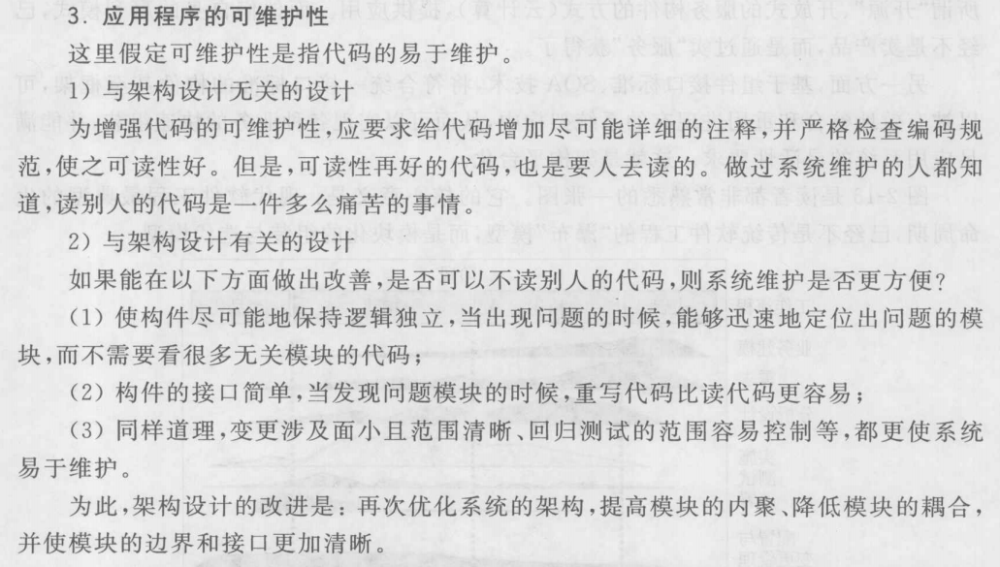 3. 应用程序的可维护性
这里假定可维护性是指代码的易于维护。
1) 与架构设计无关的设计
为增强代码的可维护性,应要求给代码增加尽可能详细的注释,并严格检查编码规
范,使之可读性好。但是,可读性再好的代码,也是要人去读的。做过系统维护的人都知
道,读别人的代码是一件多么痛苦的事情。
2) 与架构设计有关的设计
如果能在以下方面做出改善,是否可以不读别人的代码,则系统维护是否更方便?
(1) 使构件尽可能地保持逻辑独立,当出现问题的时候,能够迅速地定位出问题的模
块,而不需要看很多无关模块的代码;
(2) 构件的接口简单,当发现问题模块的时候,重写代码比读代码更容易;
(3) 同样道理,变更涉及面小且范围清晰、回归测试的范围容易控制等,都更使系统
易于维护。
为此,架构设计的改进是:再次优化系统的架构,提高模块的内聚、降低模块的耦合,
并使模块的边界和接口更加清晰。